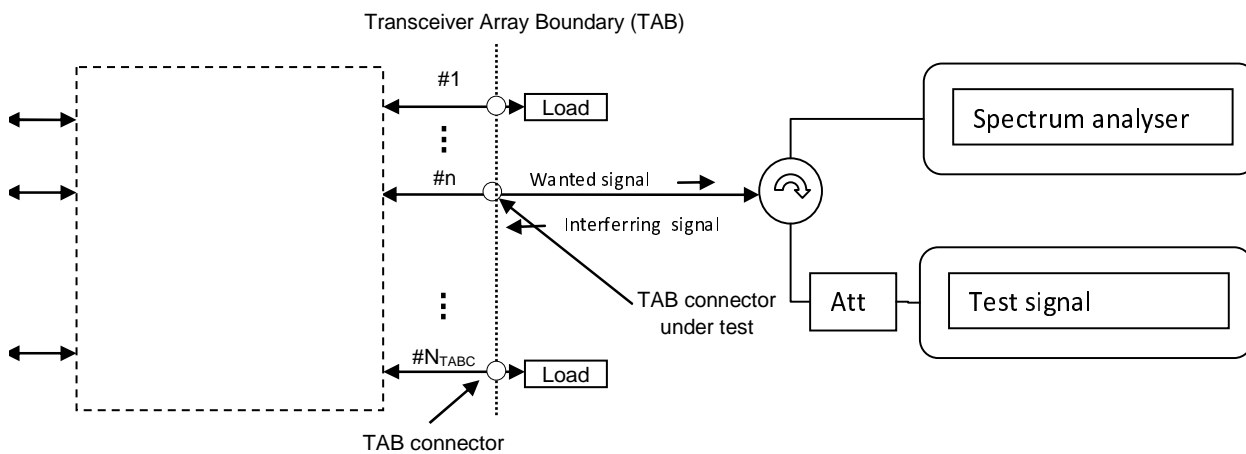 Transceiver Array Boundary (TAB)
#1
Load
Spectrum analyser
#n
Wanted signal
Interferring signal
TAB connector
under test
Att
Test signal
#NTABC
Load
TAB connector